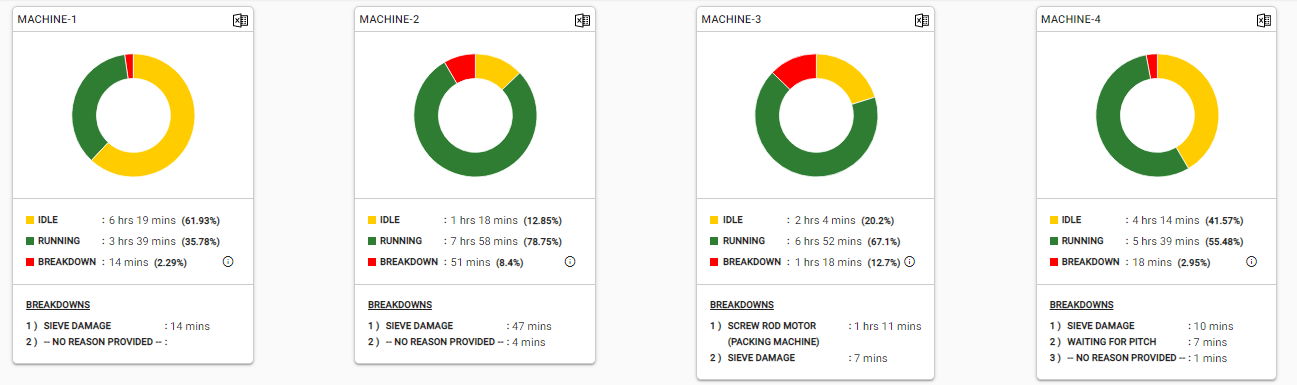 MACHINE-1
IDLE : 6 hrs 19 mins (61.93%)
RUNNING : 3 hrs 39 mins (35.78%)
BREAKDOWN : 14 mins (2.29%)
BREAKDOWNS
1 ) SIEVE DAMAGE : 14 mins
2 ) -- NO REASON PROVIDED -- :
MACHINE-2
IDLE : 1 hrs 18 mins (12.85%)
RUNNING : 7 hrs 58 mins (78.75%)
BREAKDOWN : 51 mins (8.4%)
BREAKDOWNS
1 ) SIEVE DAMAGE : 47 mins
2 ) -- NO REASON PROVIDED -- : 4 mins
MACHINE-3
IDLE : 2 hrs 4 mins (20.2%)
RUNNING : 6 hrs 52 mins (67.1%)
BREAKDOWN : 1 hrs 18 mins (12.7%)
BREAKDOWNS
1 ) SCREW ROD MOTOR : 1 hrs 11 mins
(PACKING MACHINE)
2 ) SIEVE DAMAGE : 7 mins
MACHINE-4
IDLE : 4 hrs 14 mins (41.57%)
RUNNING : 5 hrs 39 mins (55.48%)
BREAKDOWN : 18 mins (2.95%)
BREAKDOWNS
1 ) SIEVE DAMAGE : 10 mins
2 ) WAITING FOR PITCH : 7 mins
3 ) -- NO REASON PROVIDED -- : 1 mins